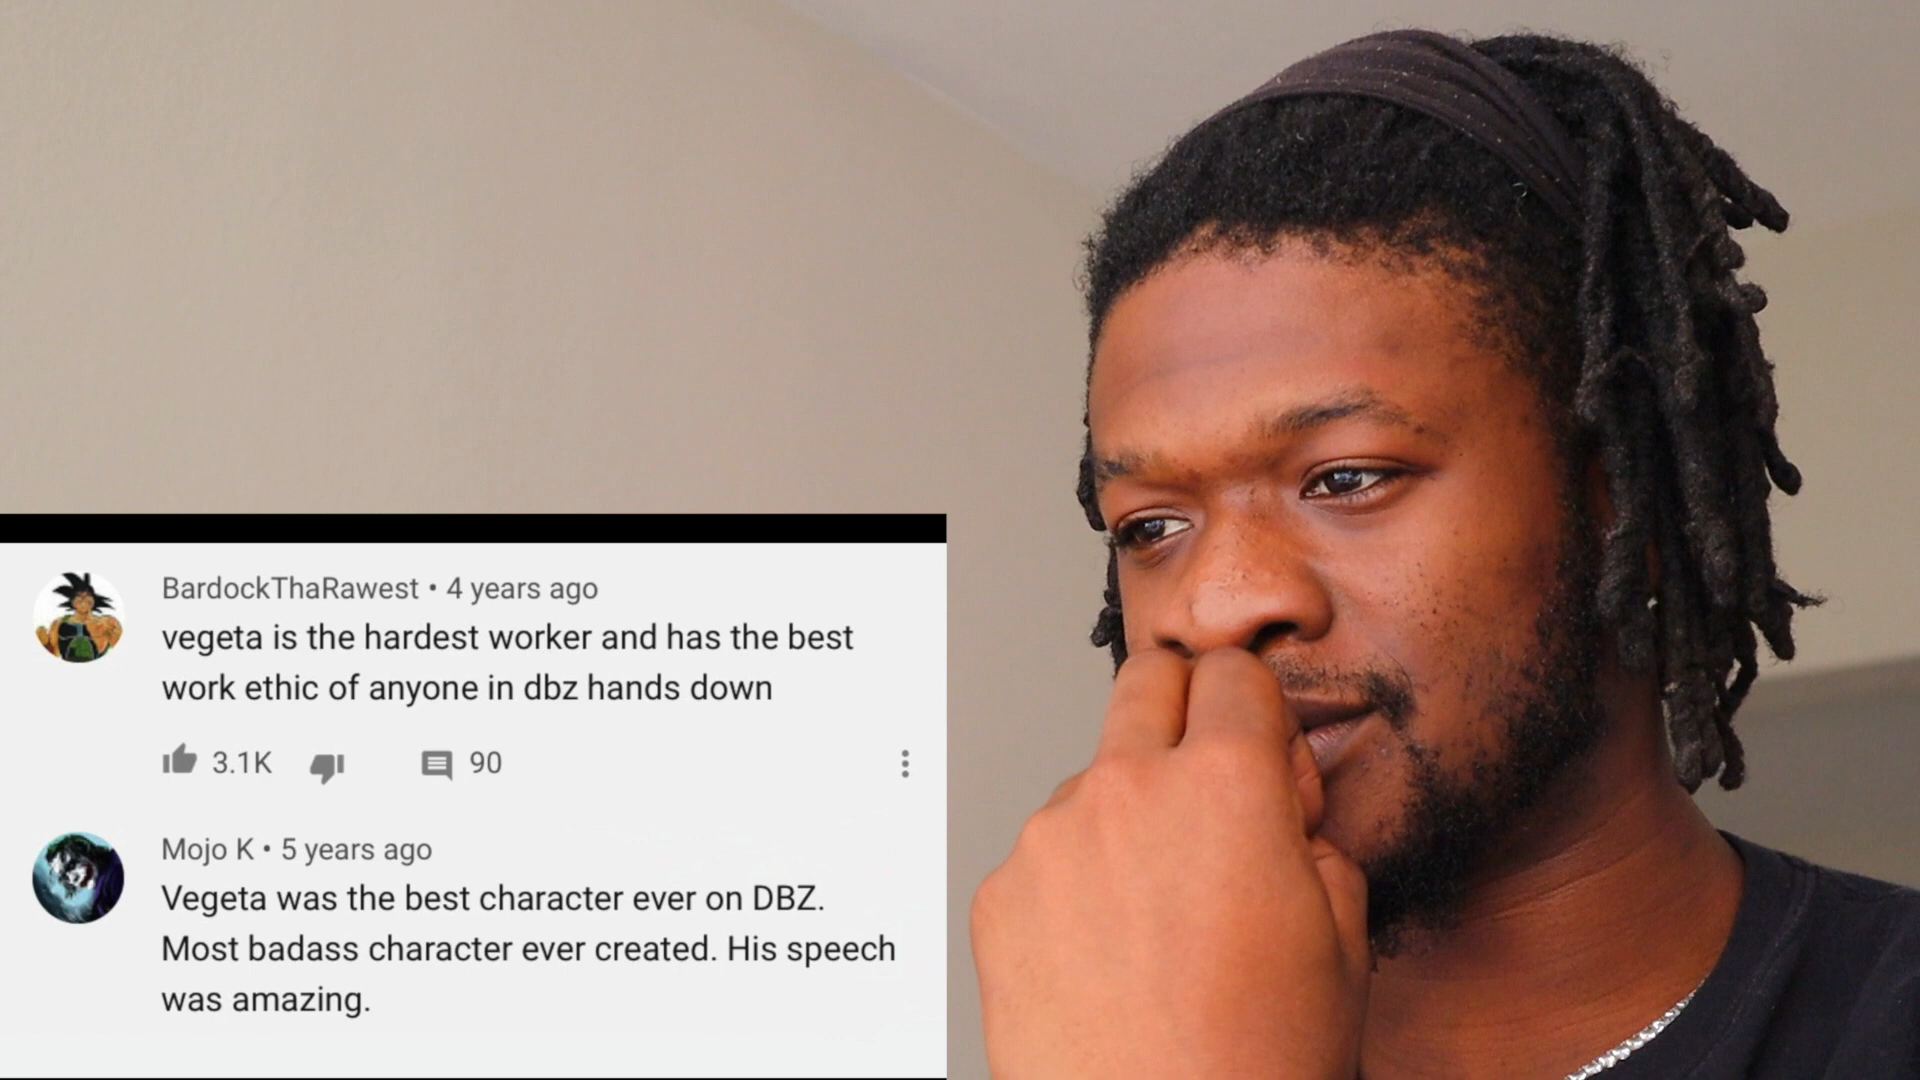 BardockThaRawest • 4 years ago
vegeta is the hardest worker and has the best
work ethic of anyone in dbz hands down
3.1K 90
Mojo K • 5 years ago
Vegeta was the best character ever on DBZ.
Most badass character ever created. His speech
was amazing.